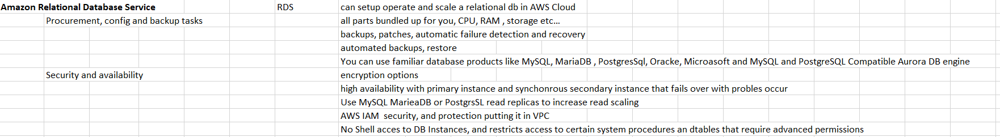 Amazon Relational Database Service RDS can setup operate and scale a relational db in AWS Cloud
Procurement, config and backup tasks all parts bundled up for you, CPU, RAM , storage etc…
backups, patches, automatic failure detection and recovery
automated backups, restore
You can use familiar database products like MySQL, MariaDB , PostgresSql, Oracke, Microasoft and MySQL and PostgreSQL Compatible Aurora DB engine
Security and availability encryption options
high availability with primary instance and synchonrous secondary instance that fails over with probles occur
Use MySQL MarieaDB or PostgrsSL read replicas to increase read scaling
AWS IAM  security, and protection putting it in VPC
No Shell acces to DB Instances, and restricts access to certain system procedures an dtables that require advanced permissions